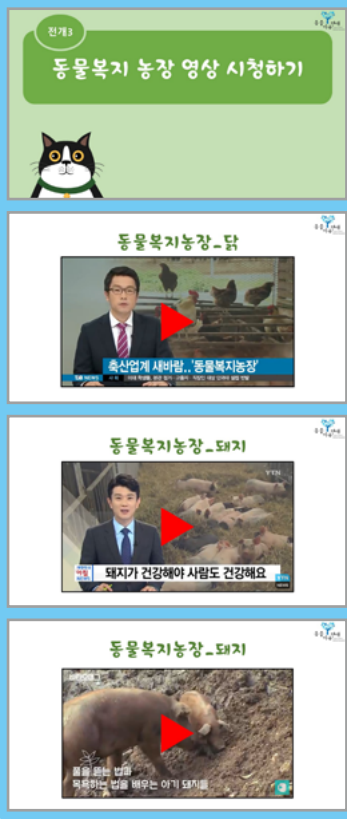 전개3
동물복지 농장 영상 시청하기
동물복지농장_닭
축산업계 새바람..'동물복지농장'
동물복지농장_돼지
YTN
돼지가 건강해야 사람도 건강해요
동물복지농장_돼지
풀을 뜯는 법과
목욕하는 법을 배우는 아기 돼지들